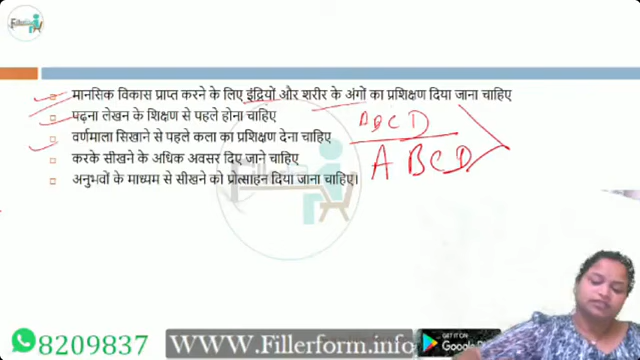 मानसिक विकास प्राप्त करने के लिए इंद्रियों और शरीर के अंगों का प्रशिक्षण दिया जाना चाहिए
पढ़ना लेखन के शिक्षण से पहले होना चाहिए
वर्णमाला सिखाने से पहले कला का प्रशिक्षण देना चाहिए
करके सीखने के अधिक अवसर दिए जाने चाहिए
अनुभवों के माध्यम से सीखने को प्रोत्साहन दिया जाना चाहिए।
ABCD
ABCD
8209837
WWW.Fillerform.info
GET IT ON
Google